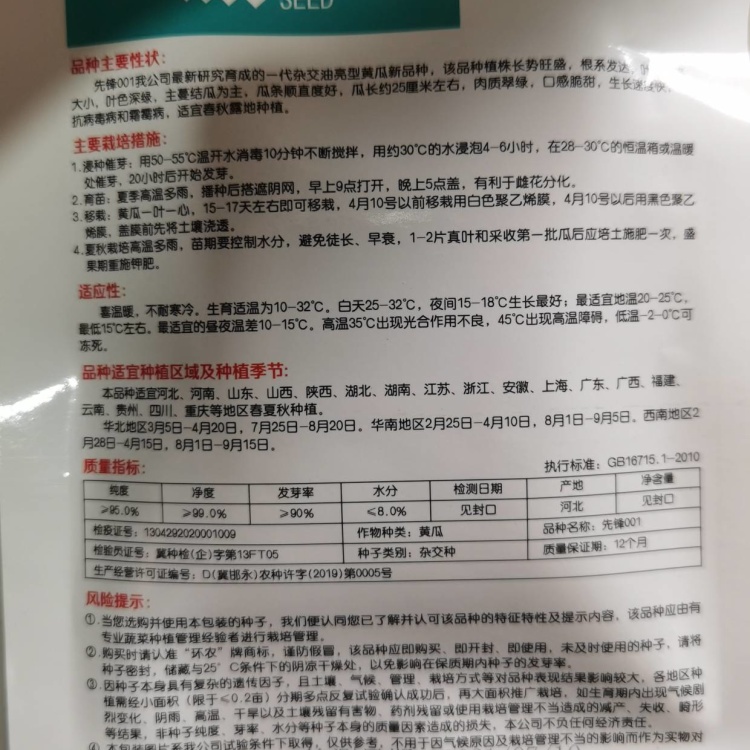 SEED
品种主要性状:
先锋001我公司最新研究育成的一代杂交油亮型黄瓜新品种，该品种植株长势旺盛，根系发达，
大小，叶色深绿，主蔓结瓜为主，瓜条顺直度好，瓜长约25厘米左右，肉质翠绿，口感脆甜，生长速度快、
抗病毒病和霜霉病，适宜春秋露地种植。
主要栽培措施:
1.浸种催芽: 用50-55℃温开水消毒10分钟不断搅拌，用约30℃的水浸泡4-6小时，在28-30℃的恒温箱或温暖
处催芽，20小时后开始发芽。
2.育苗: 夏季高温多雨，播种后搭遮阴网，早上9点打开，晚上5点盖，有利于雌花分化。
3.移栽: 黄瓜一叶一心，15-17天左右即可移栽，4月10号以前移栽用白色聚乙烯膜，4月10号以后用黑色聚乙
烯膜，盖膜前先将土壤浇透。
4.夏秋栽培高温多雨，苗期要控制水分，避免徒长、早衰，1-2片真叶和采收第一批瓜后应培土施肥一次，盛
果期重施钾肥。
适应性:
喜温暖，不耐寒冷。生育适温为10-32℃。白天25-32℃，夜间15-18℃生长最好；最适宜地温20-25℃，
最低15℃左右。最适宜的昼夜温差10-15℃。高温35℃出现光合作用不良，45℃出现高温障碍，低温-2-0℃可
冻死。
品种适宜种植区域及种植季节:
本品种适宜河北、河南、山东、山西、陕西、湖北、湖南、江苏、浙江、安徽、上海、广东、广西、福建、
云南、贵州、四川、重庆等地区春夏秋种植。
华北地区3月5日-4月20日，7月25日-8月20日。华南地区2月25日-4月10日，8月1日-9月5日。西南地区2
月28日-4月15日，8月1日-9月15日。
质量指标:
执行标准: GB16715.1-2010
纯度 净度 发芽率 水分 检测日期 产地 净含量
≥95.0% ≥99.0% ≥90% ≤8.0% 见封口 河北 见封口
检疫证号: 1304292020001009 作物种类: 黄瓜 品种名称: 先锋001
检验员证号: 冀种检(企)字第13FT05 种子类别: 杂交种 质量保证期: 12个月
生产经营许可证编号: D(冀邯永)农种许字(2019)第0005号
风险提示:
①.当您选购并使用本包装的种子，我们便认同您已了解并认可该品种的特征特性及提示内容，该品种应由有
专业蔬菜种植管理经验者进行栽培管理。
②.购买时请认准“环农”牌商标，谨防假冒，该品种应即购买、即开封、即使用，未及时使用的种子，请将
种子密封，储藏与25°C条件下的阴凉干燥处，以免影响在保质期内种子的发芽率。
③.因种子本身具有复杂的遗传因子，且土壤、气候、管理、栽培方式等对品种表现结果影响较大，各地区种
植需经小面积（限于≤0.2亩）分期多点反复试验确认成功后，再大面积推广栽培，如生育期内出现气候剧
烈变化、阴雨、高温、干旱以及土壤残留有害物、药剂残留或使用栽培管理不当造成的减产、失收、畸形
等结果，非种子纯度、芽率、水分等种子本身的质量因素造成的损失，本公司不负任何经济责任。
④.本包装图片系我公司试验条件下取得，仅供参考，不用于因气候原因及栽培管理不当的影响而作为实物对